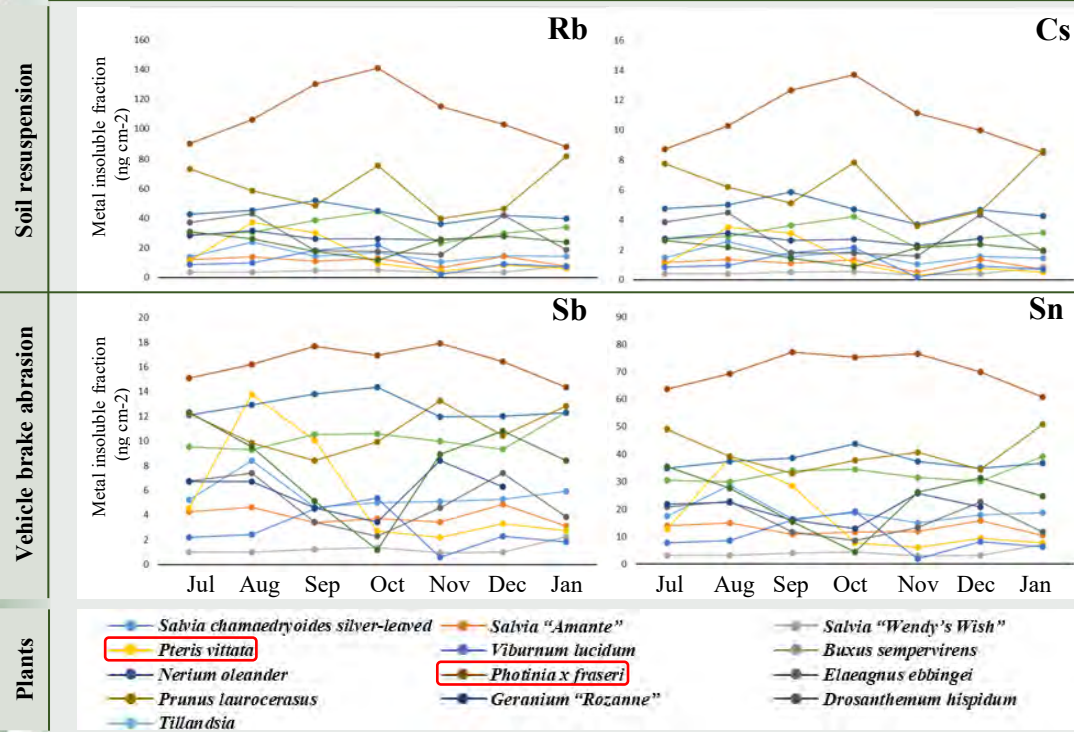 Soil resuspension
Rb
Metal insoluble fraction
(ng cm-2)
160
140
120
100
80
60
40
20
0
Cs
16
14
12
10
8
6
4
2
0
Vehicle brake abrasion
Sb
Metal insoluble fraction
(ng cm-2)
20
18
16
14
12
10
8
6
4
2
0
Jul Aug Sep Oct Nov Dec Jan
Sn
90
80
70
60
50
40
30
20
10
0
Jul Aug Sep Oct Nov Dec Jan
Plants
Salvia chamaedryoides silver-leaved
Salvia “Amante”
Salvia “Wendy’s Wish”
Pteris vittata
Viburnum lucidum
Buxus sempervirens
Nerium oleander
Photinia x fraseri
Elaeagnus ebbingei
Prunus laurocerasus
Geranium “Rozanne”
Drosanthemum hispidum
Tillandsia